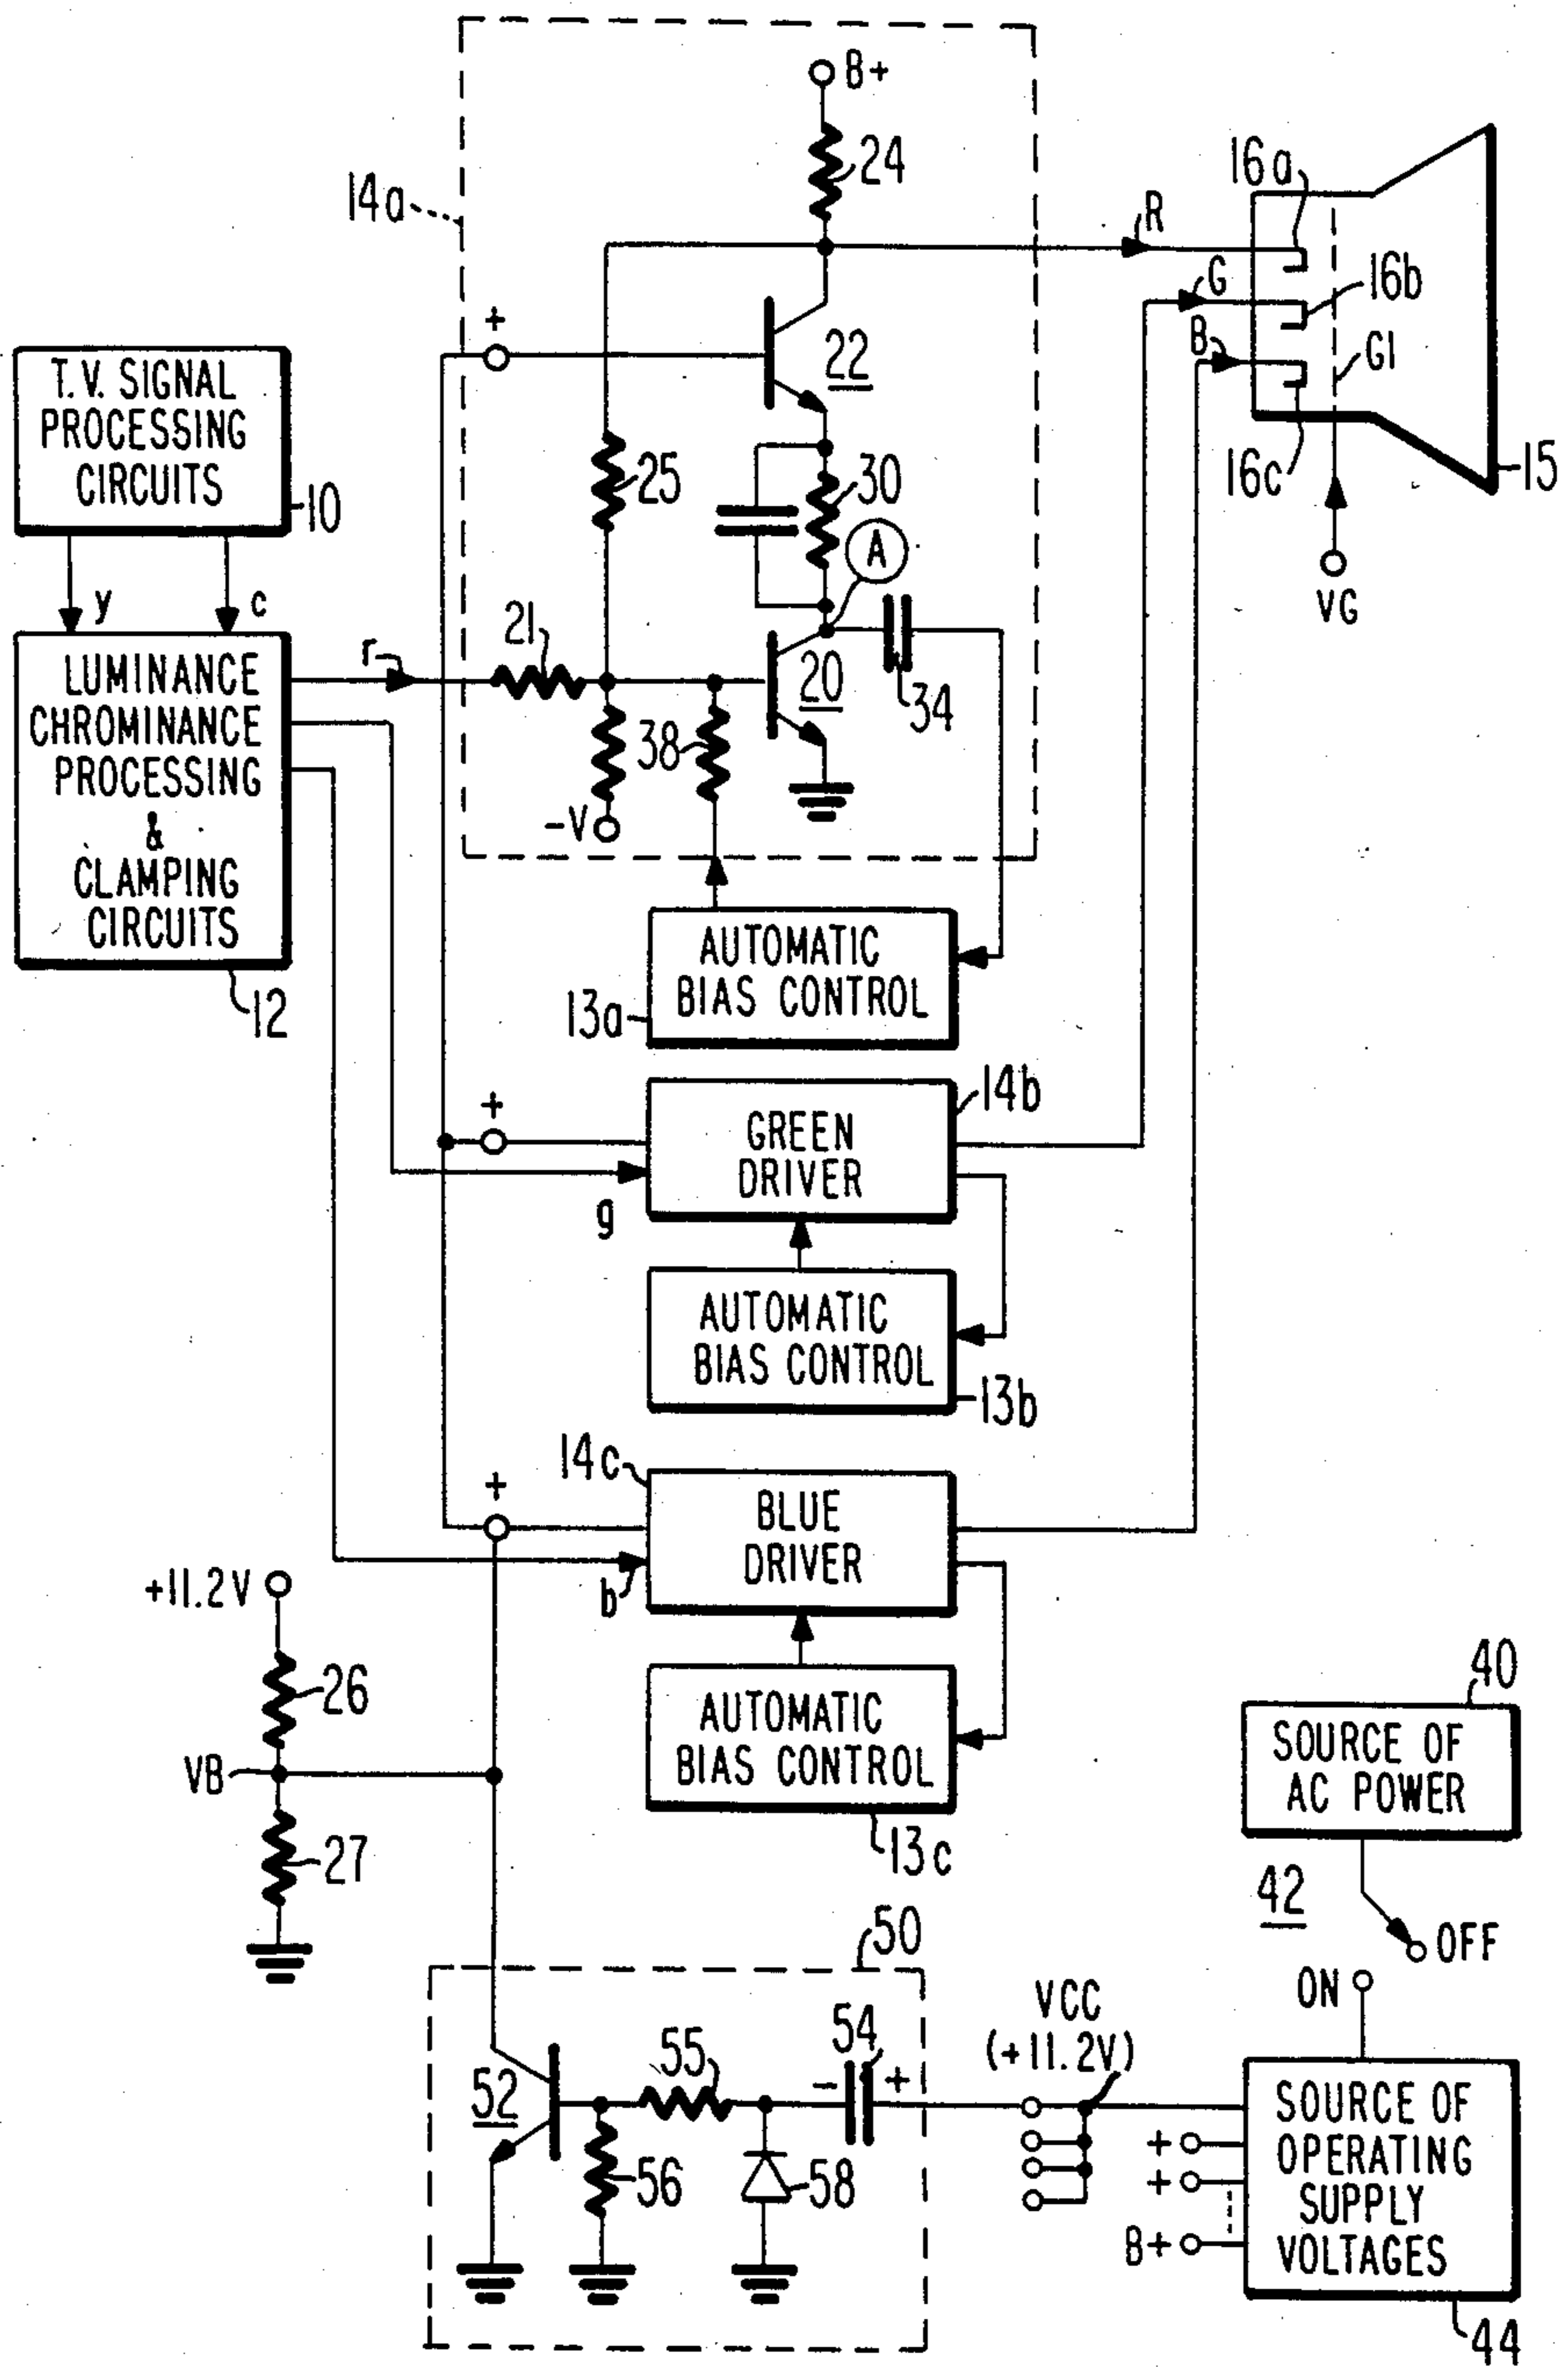 B+
24
14a
R
16a
G
16b
B
G1
16c
15
VG
+
22
T.V. SIGNAL
PROCESSING
CIRCUITS
10
25
30
A
y
c
21
r
20
34
38
-V
LUMINANCE
CHROMINANCE
PROCESSING
&
CLAMPING
CIRCUITS
12
AUTOMATIC
BIAS CONTROL
13a
+
14b
GREEN
DRIVER
g
AUTOMATIC
BIAS CONTROL
13b
14c
+
BLUE
DRIVER
b
+11.2V
26
VB
27
AUTOMATIC
BIAS CONTROL
13c
40
SOURCE OF
AC POWER
42
OFF
ON
50
VCC
(+11.2V)
54
55
- +
52
56
58
SOURCE OF
OPERATING
SUPPLY
VOLTAGES
+
+
B+
44